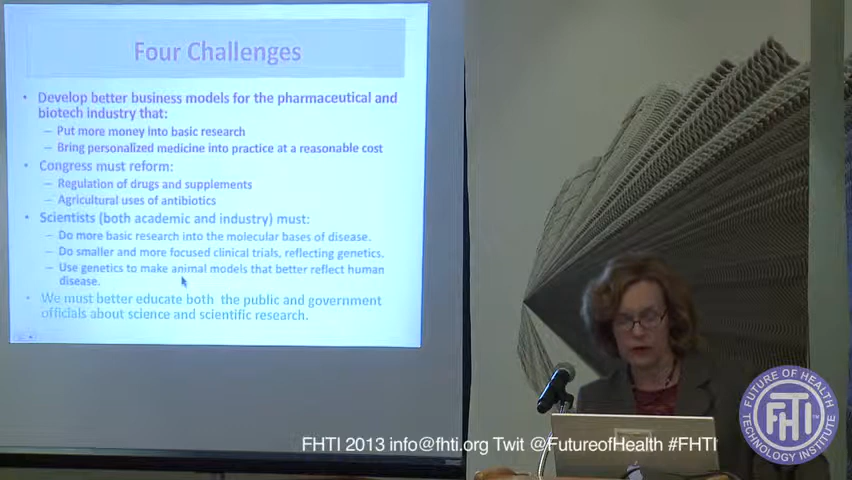 Four Challenges
• Develop better business models for the pharmaceutical and
biotech industry that:
– Put more money into basic research
– Bring personalized medicine into practice at a reasonable cost
• Congress must reform:
– Regulation of drugs and supplements
– Agricultural uses of antibiotics
• Scientists (both academic and industry) must:
– Do more basic research into the molecular bases of disease.
– Do smaller and more focused clinical trials, reflecting genetics.
– Use genetics to make animal models that better reflect human
disease.
• We must better educate both the public and government
officials about science and scientific research.
FUTURE OF HEALTH
FHTI
TM
TECHNOLOGY INSTITUTE
FHTI 2013 info@fhti.org Twit @FutureofHealth #FHTI